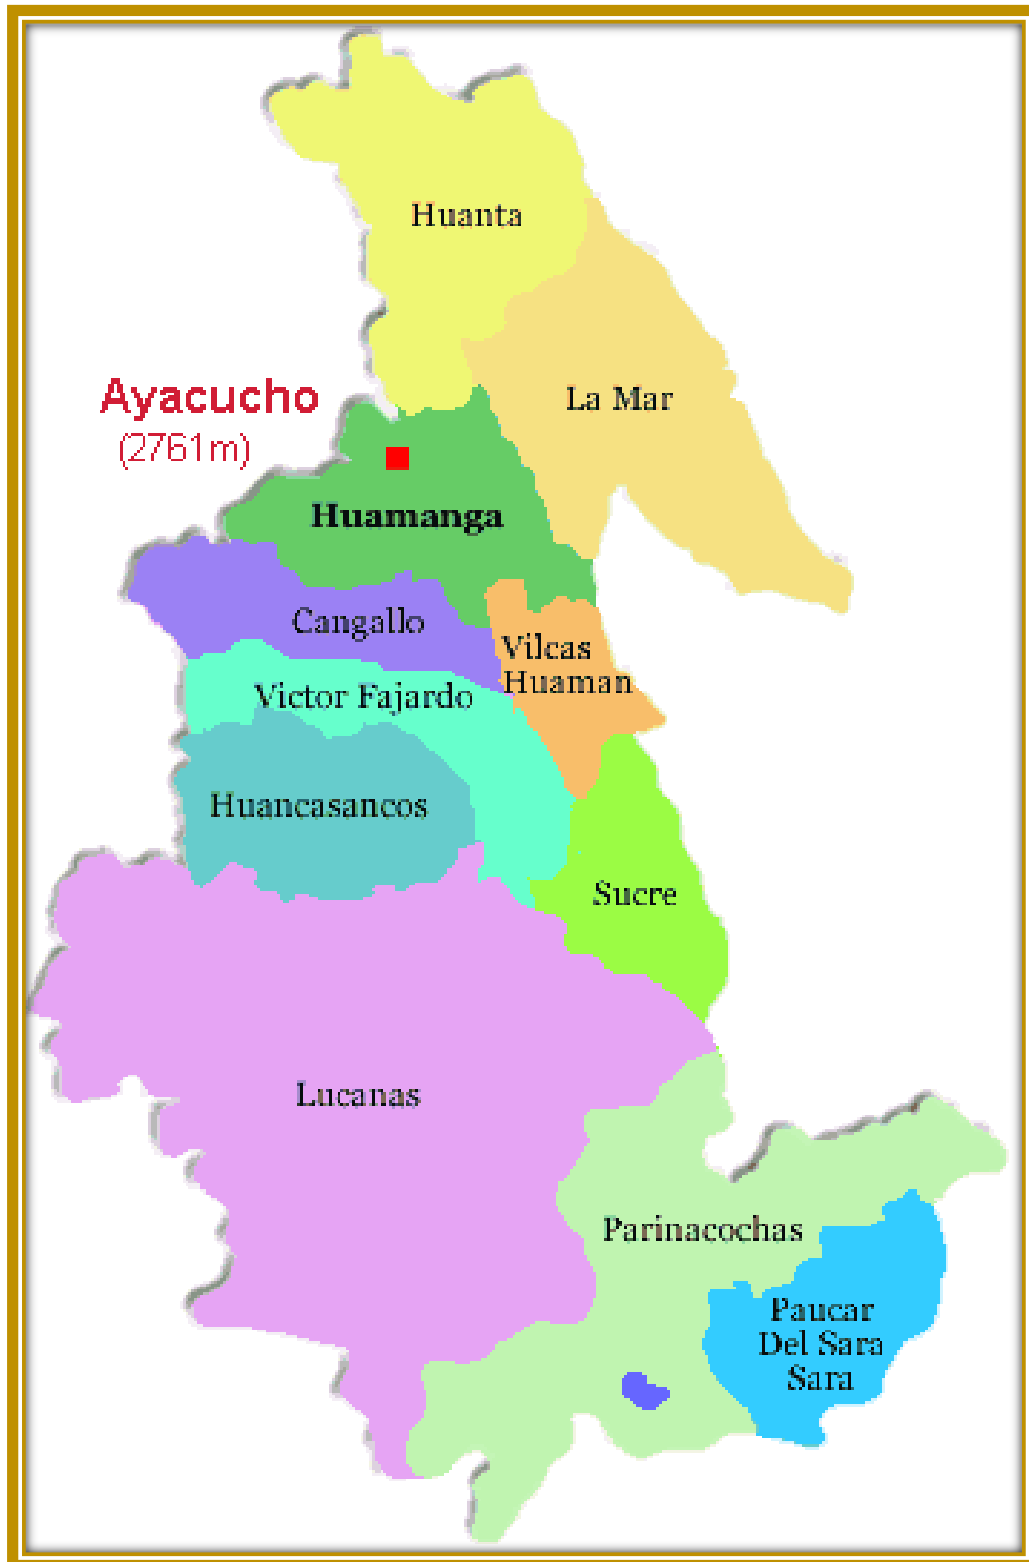 Huanta
Ayacucho
(2761m)
La Mar
Huamanga
Cangallo
Vilcas
Huaman
Victor Fajardo
Huancasancos
Sucre
Lucanas
Parinacochas
Paucar
Del Sara
Sara